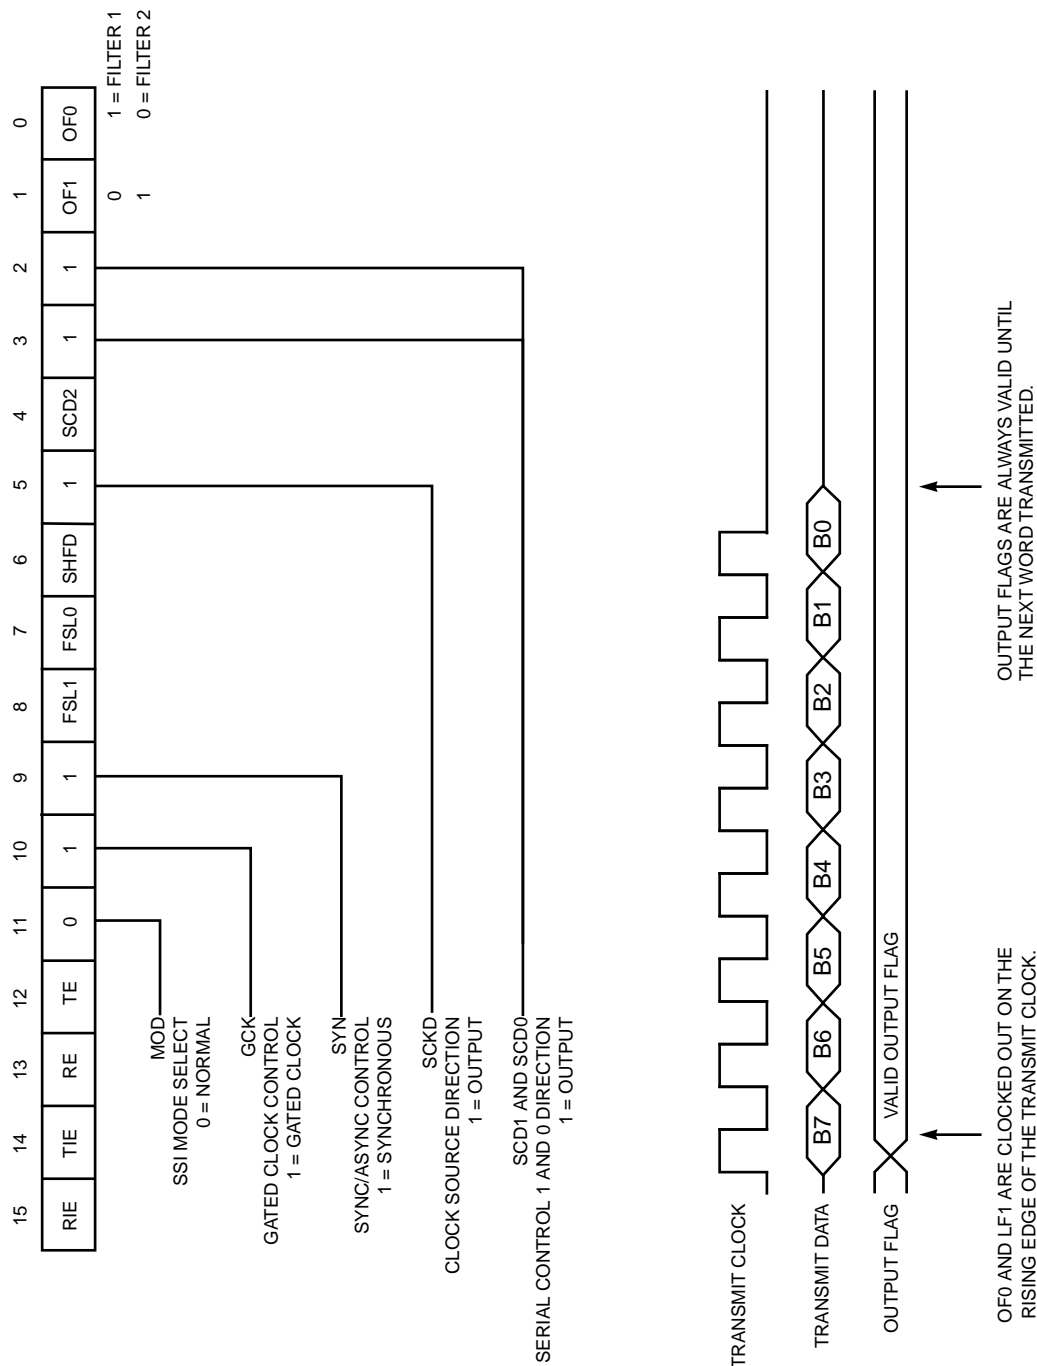 15 14 13 12 11 10 9 8 7 6 5 4 3 2 1 0
RIE TIE RE TE 0 1 1 FSL1 FSL0 SHFD 1 SCD2 1 1 OF1 OF0
0 1 = FILTER 1
1 0 = FILTER 2
MOD
SSI MODE SELECT
0 = NORMAL
GCK
GATED CLOCK CONTROL
1 = GATED CLOCK
SYN
SYNC/ASYNC CONTROL
1 = SYNCHRONOUS
SCKD
CLOCK SOURCE DIRECTION
1 = OUTPUT
SCD1 AND SCD0
SERIAL CONTROL 1 AND 0 DIRECTION
1 = OUTPUT
TRANSMIT CLOCK
TRANSMIT DATA B7 B6 B5 B4 B3 B2 B1 B0
OUTPUT FLAG VALID OUTPUT FLAG
OF0 AND LF1 ARE CLOCKED OUT ON THE
RISING EDGE OF THE TRANSMIT CLOCK.
OUTPUT FLAGS ARE ALWAYS VALID UNTIL
THE NEXT WORD TRANSMITTED.